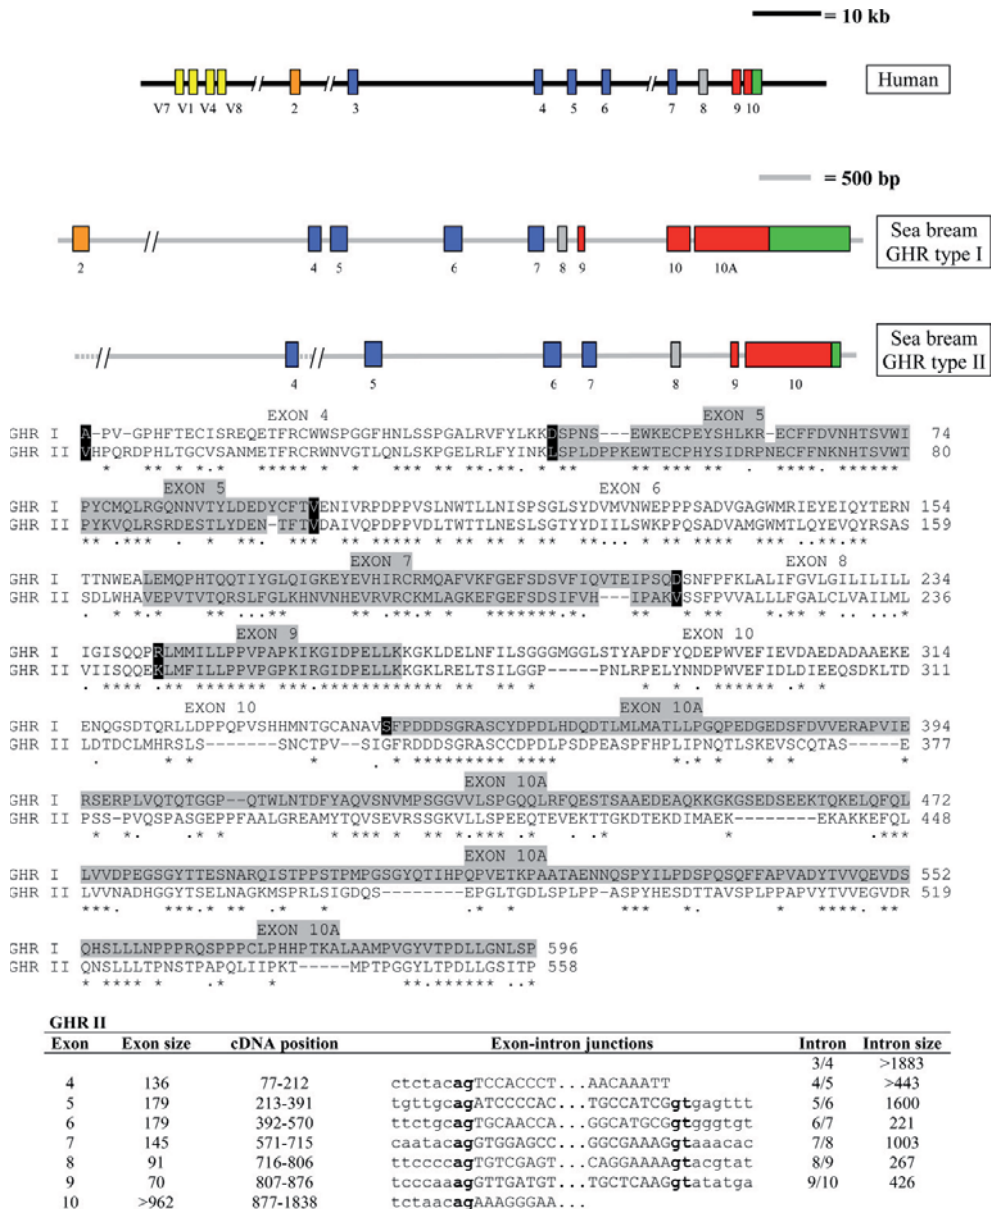 = 10 kb
Human
V7 V1 V4 V8 2 3 4 5 6 7 8 9 10
= 500 bp
Sea bream
GHR type I
2 4 5 6 7 8 9 10 10A
Sea bream
GHR type II
4 5 6 7 8 9 10
EXON 4 EXON 5
GHR I A-PV-GPHFTECISREQETFRCWWSPGGFHNLSSPGALRVFYLKKDSPNS---EWKECPEYSHLKR-ECFFDVNHTSVWI 74
GHR II VHPQRDPHLTGCVSANMETFRCRWNVGTLQNLSKPGELRLFYINKLSPLDPPKEWTECPHYSIDRPNECFFNKNHTSVWT 80
EXON 5 EXON 6
GHR I PYCMQLRGQNNVTYLDEDYCFTVENIVRPDPPVSLNWTLLNISPSGLSYDVMVNWEPPPSADVGAGWMRIEYEIQYTERN 154
GHR II PYKVQLRSRDESTLYDEN-TFTVDAIVQPDPPVDLTWTTLNESLSGTYYDIILSWKPPQSADVAMGWMTLQYEVQYRSAS 159
EXON 7 EXON 8
GHR I TTNWEALEMQPHTQQTIYGLQIGKEYEVHIRCRMQAFVKFGEFSDSVFIQVTEIPSQDSNFPFKLALIFGVLGILILILL 234
GHR II SDLWHAVEPVTVTQRSLFGLKHNVNHEVRVRCKMLAGKEFGEFSDSIFVH---IPAKVSSFPVVALLLFGALCLVAILML 236
EXON 9 EXON 10
GHR I IGISQQPRLMMILLPPVPAPKIKGIDPELLKKGKLDELNFILSGGGMGGLSTYAPDFYQDEPWVEFIEVDAEDADAAEKE 314
GHR II VIISQQEKLMFILLPPVPGPKIRGIDPELLKKGKLRELTSILGGP-----PNLRPELYNNDPWVEFIDLDIEEQSDKLTD 311
EXON 10 EXON 10A
GHR I ENQGSDTQRLLDPPQPVSHHMNTGCANAVSFPDDDSGRASCYDPDLHDQDTLMLMATLLPGQPEDGEDSFDVVERAPVIE 394
GHR II LDTDCLMHRSLS-------SNCTPV--SIGFRDDDSGRASCCDPDLPSDPEASPFHPLIPNQTLSKEVSCQTAS-----E 377
EXON 10A
GHR I RSERPLVQTQTGGP--QTWLNTDFYAQVSNVMPSGGVVLSPGQQLRFQESTSAAEDEAQKKGKGSEDSEEKTQKELQFQL 472
GHR II PSS-PVQSPASGEPPFAALGREAMYTQVSEVRSSGKVLLSPEEQTEVEKTTGKDTEKDIMAEK--------EKAKKEFQL 448
EXON 10A
GHR I LVVDPEGSGYTTESNARQISTPPSTPMPGSGYQTIHPQPVETKPAATAENNQSPYILPDSPQSQFFAPVADYTVVQEVDS 552
GHR II LVVNADHGGYTSELNAGKMSPRLSIGDQS--------EPGLTGDLSPLPP-ASPYHESDTTAVSPLPPAPVYTVVEGVDR 519
EXON 10A
GHR I QHSLLLNPPPRQSPPPCLPHHPTKALAAMPVGYVTPDLLGNLSP 596
GHR II QNSLLLTPNSTPAPQLIIPKT-----MPTPGGYLTPDLLGSITP 558
GHR II
Exon Exon size cDNA position Exon-intron junctions Intron Intron size
3/4 >1883
4 136 77-212 ctctacagTCCACCCT...AACAAATT 4/5 >443
5 179 213-391 tgttgcagATCCCCAC...TGCCATCGgtgagttt 5/6 1600
6 179 392-570 ttctgcagTGCAACCA...GGCATGCGgtgggtgt 6/7 221
7 145 571-715 caatacagGTGGAGCC...GGCGAAAGgtaaacac 7/8 1003
8 91 716-806 ttccccagTGTCGAGT...CAGGAAAAgtacgtat 8/9 267
9 70 807-876 tcccaaagGTTGATGT...TGCTCAAGgtatatga 9/10 426
10 >962 877-1838 tctaacagAAAGGGAA...